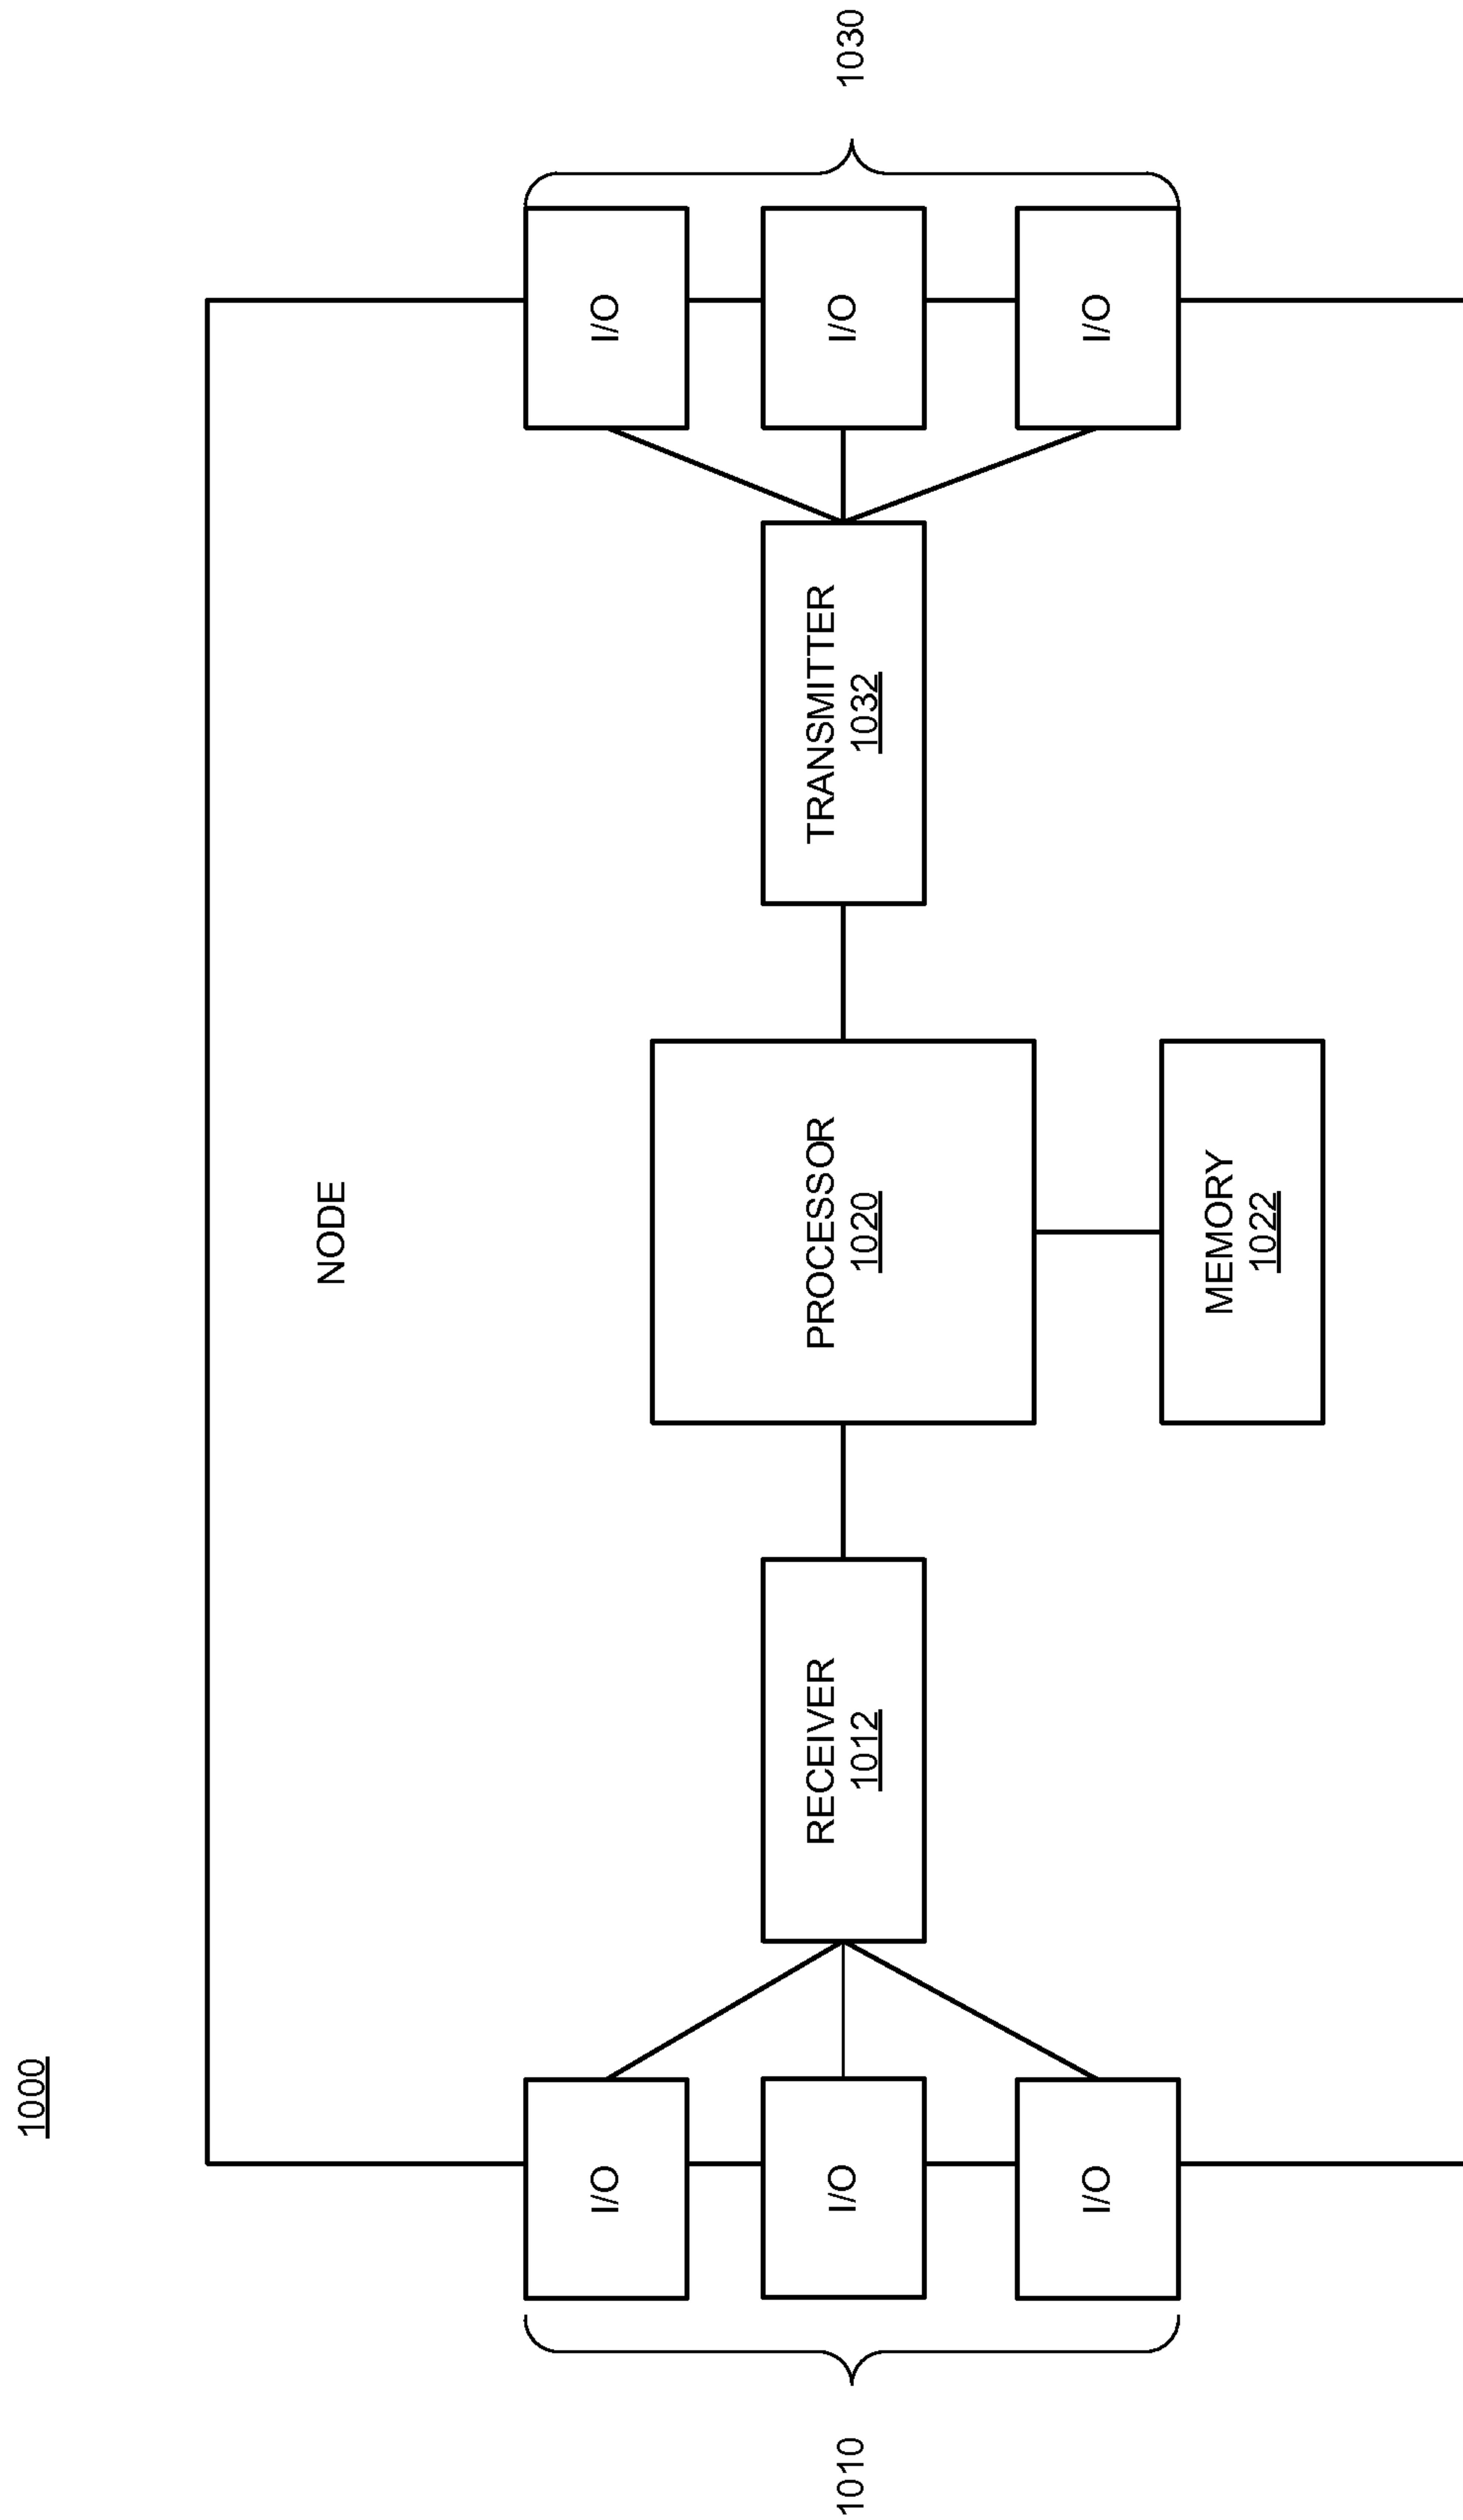 1000
NODE
I/O
I/O
I/O
1010
RECEIVER
1012
PROCESSOR
1020
MEMORY
1022
TRANSMITTER
1032
I/O
I/O
I/O
1030